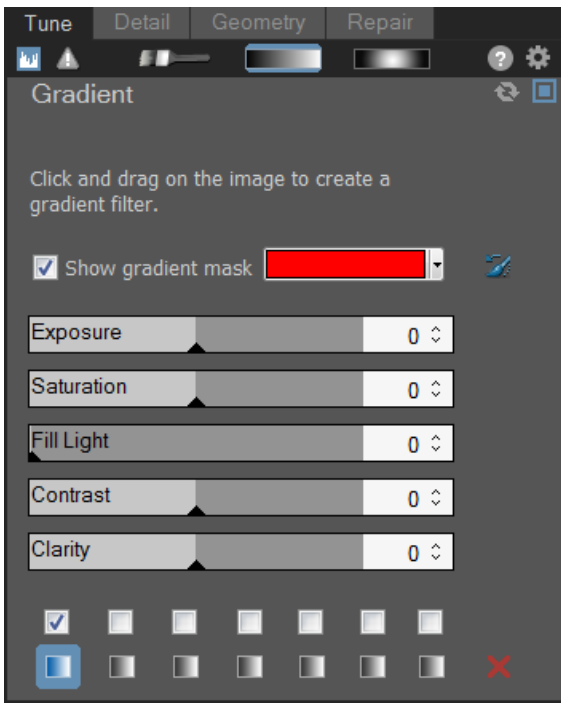 Tune Detail Geometry Repair
?
Gradient
Click and drag on the image to create a
gradient filter.
Show gradient mask
Exposure 0
Saturation 0
Fill Light 0
Contrast 0
Clarity 0